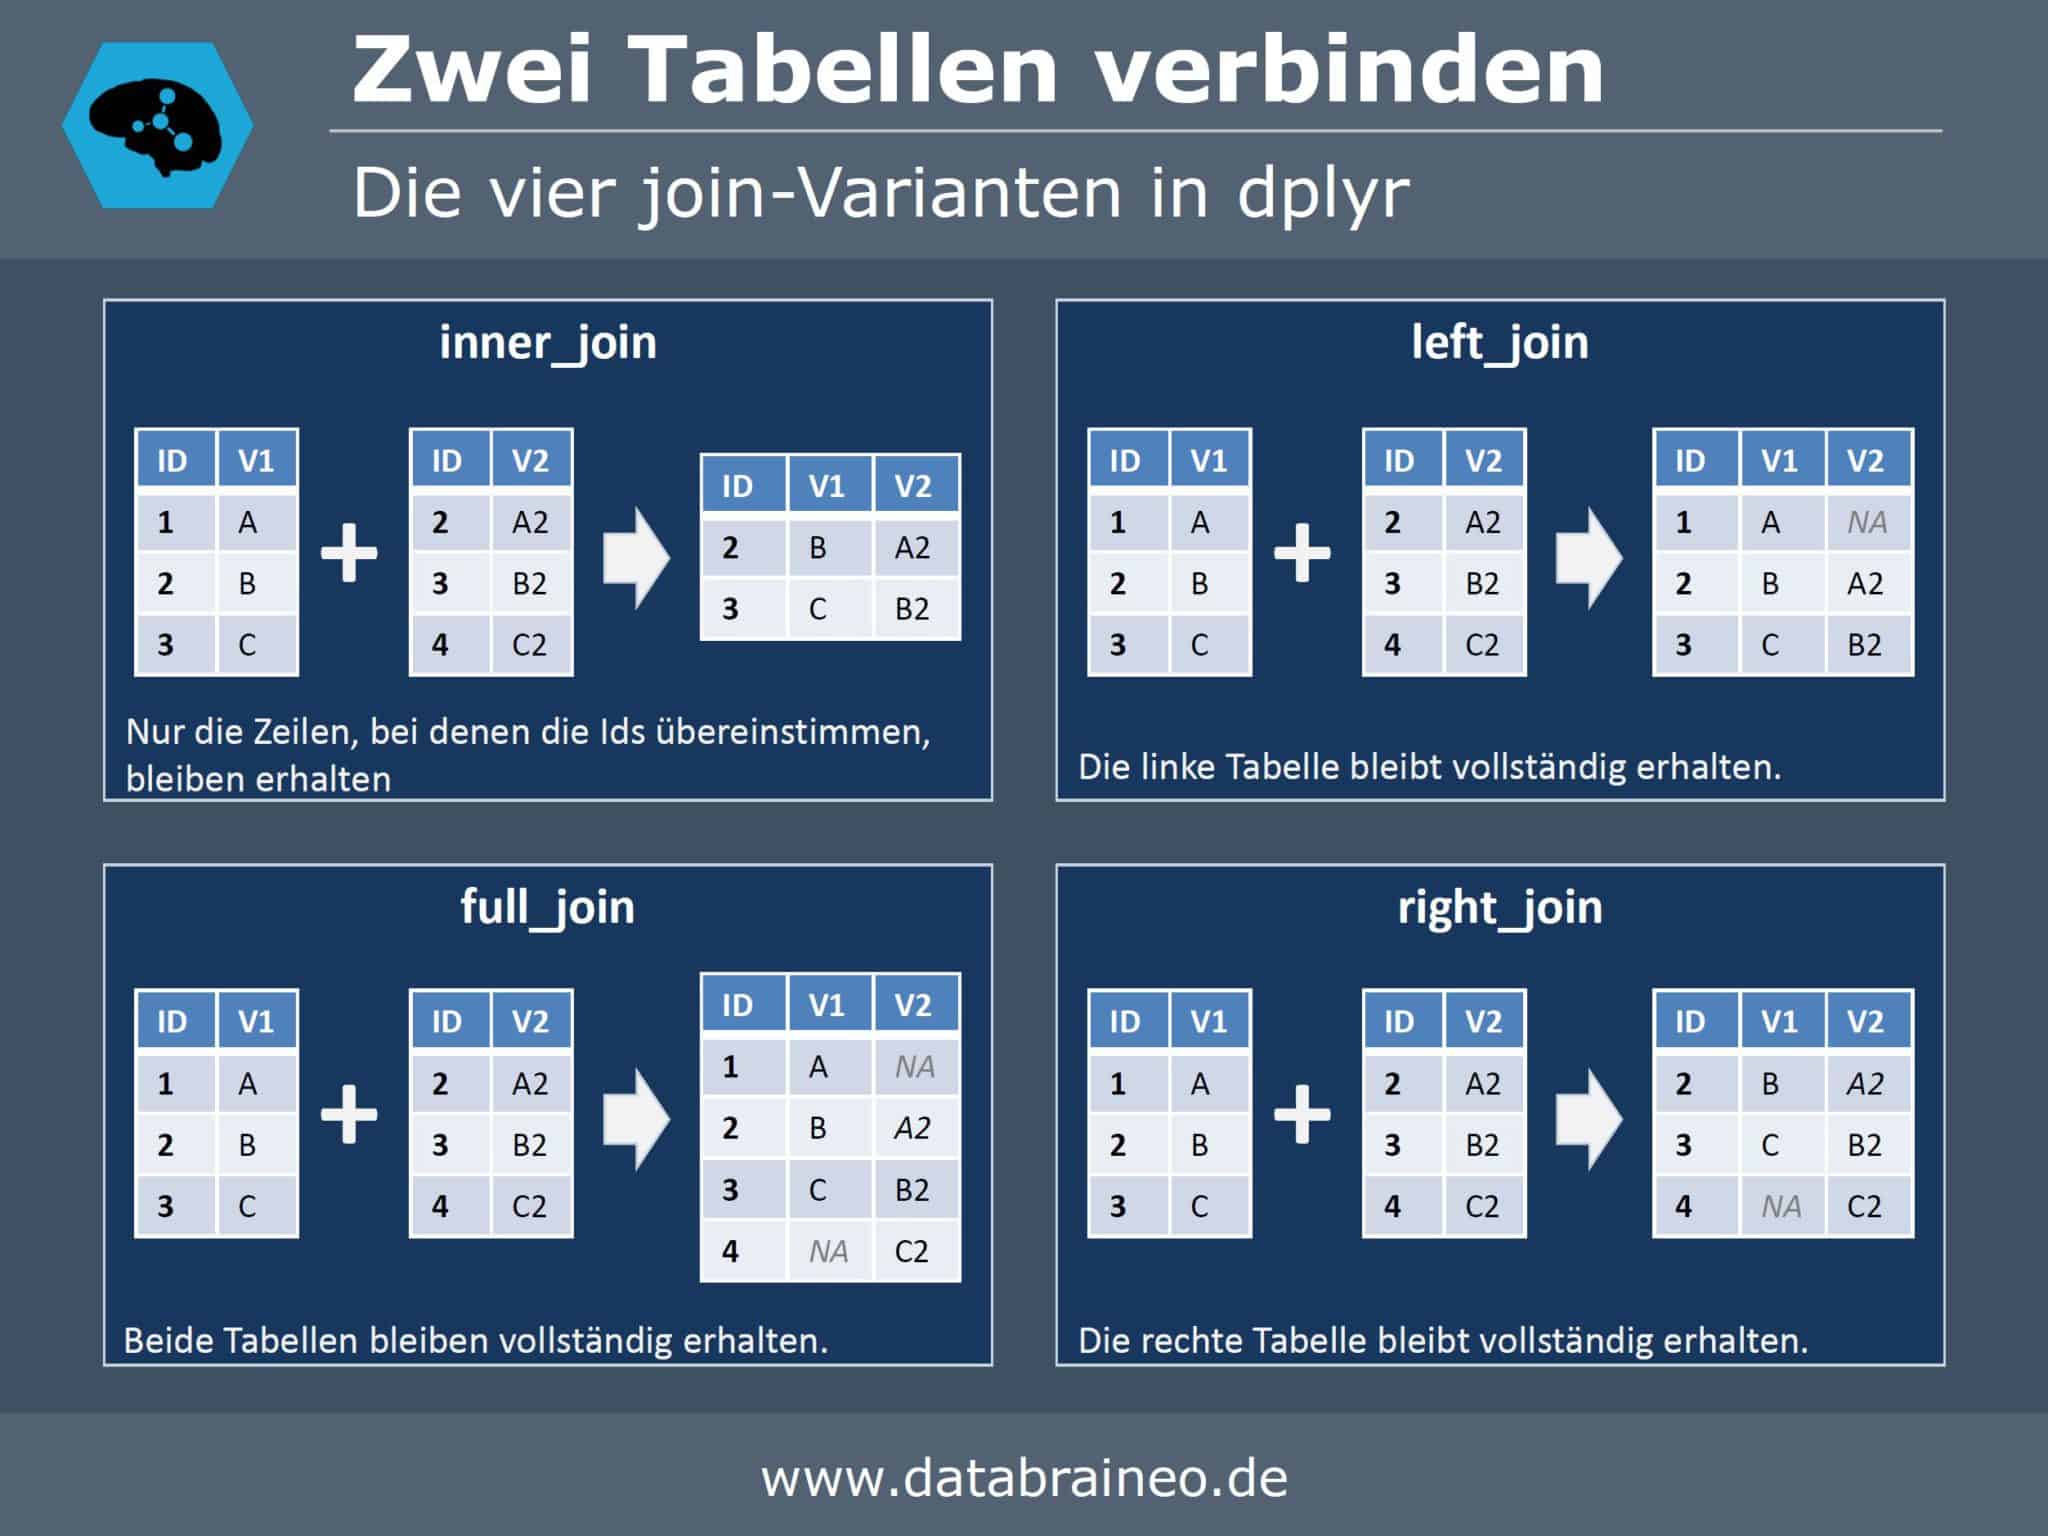 Zwei Tabellen verbinden
Die vier join-Varianten in dplyr
inner_join
ID V1
1 A
2 B
3 C
+
ID V2
2 A2
3 B2
4 C2
ID V1 V2
2 B A2
3 C B2
Nur die Zeilen, bei denen die Ids übereinstimmen,
bleiben erhalten
left_join
ID V1
1 A
2 B
3 C
+
ID V2
2 A2
3 B2
4 C2
ID V1 V2
1 A NA
2 B A2
3 C B2
Die linke Tabelle bleibt vollständig erhalten.
full_join
ID V1
1 A
2 B
3 C
+
ID V2
2 A2
3 B2
4 C2
ID V1 V2
1 A NA
2 B A2
3 C B2
4 NA C2
Beide Tabellen bleiben vollständig erhalten.
right_join
ID V1
1 A
2 B
3 C
+
ID V2
2 A2
3 B2
4 C2
ID V1 V2
2 B A2
3 C B2
4 NA C2
Die rechte Tabelle bleibt vollständig erhalten.
www.databraineo.de